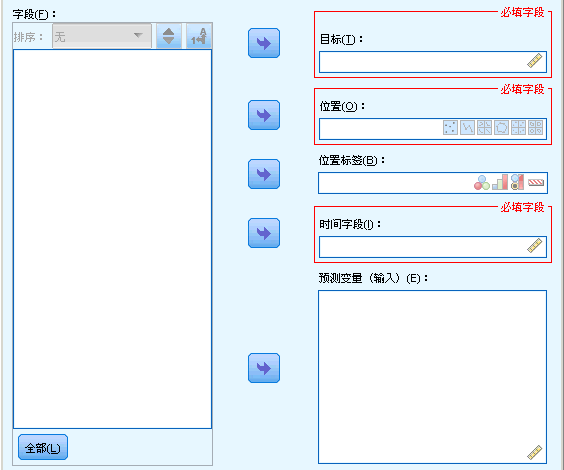 字段(F)：
排序： 无
全部(L)
必填字段
目标(T)：
必填字段
位置(O)：
位置标签(B)：
必填字段
时间字段(I)：
预测变量（输入）(E)：